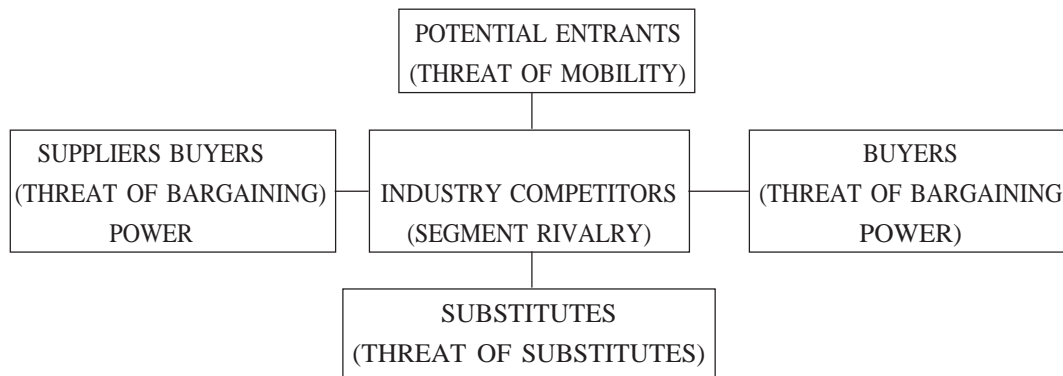 POTENTIAL ENTRANTS
(THREAT OF MOBILITY)
SUPPLIERS BUYERS
(THREAT OF BARGAINING)
POWER
INDUSTRY COMPETITORS
(SEGMENT RIVALRY)
BUYERS
(THREAT OF BARGAINING
POWER)
SUBSTITUTES
(THREAT OF SUBSTITUTES)